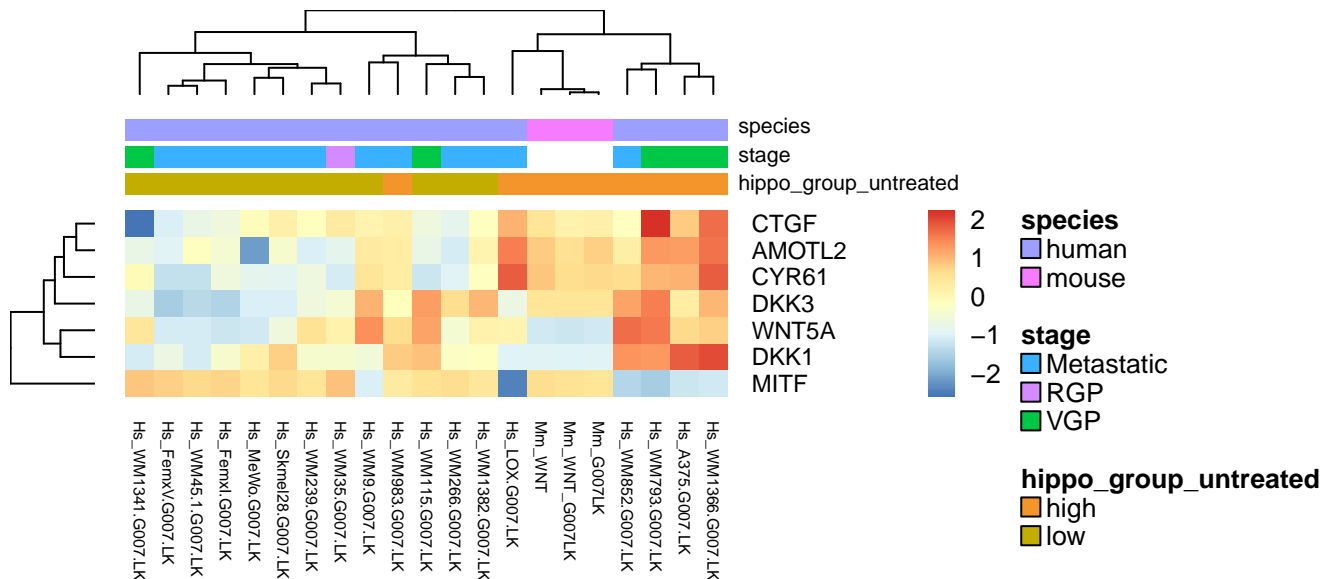 species
stage
hippo_group_untreated
CTGF
AMOTL2
CYR61
DKK3
WNT5A
DKK1
MITF
2
1
0
−1
−2
species
human
mouse
stage
Metastatic
RGP
VGP
hippo_group_untreated
high
low
Hs_WM1341.G007.LK
Hs_FemxV.G007.LK
Hs_WM45.1.G007.LK
Hs_FemxI.G007.LK
Hs_MeWo.G007.LK
Hs_Skmel28.G007.LK
Hs_WM239.G007.LK
Hs_WM35.G007.LK
Hs_WM9.G007.LK
Hs_WM983.G007.LK
Hs_WM115.G007.LK
Hs_WM266.G007.LK
Hs_WM1382.G007.LK
Hs_LOX.G007.LK
Mm_WNT
Mm_WNT_G007LK
Mm_G007LK
Hs_WM852.G007.LK
Hs_WM793.G007.LK
Hs_A375.G007.LK
Hs_WM1366.G007.LK